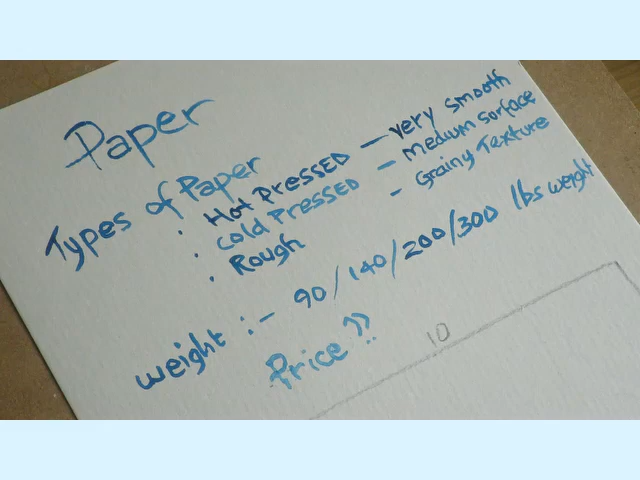 Paper
Types of Paper
· Hot Pressed — very smooth
· Cold Pressed - medium surface
· Rough - Grainy Texture
weight :- 90/140/200/300 lbs weight
Price ??
10